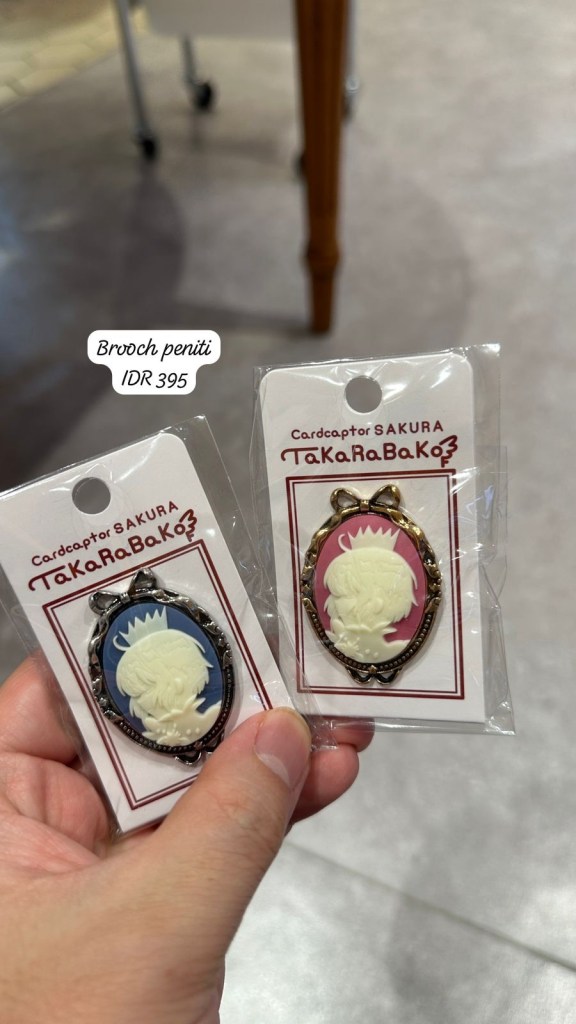 Brooch peniti
IDR 395
Cardcaptor SAKURA
TaKaRaBaKo
F
Cardcaptor SAKURA
TaKaRaBaKo
F